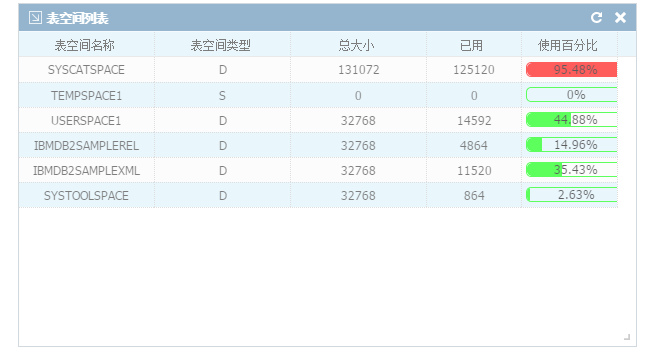 表空间列表
表空间名称 表空间类型 总大小 已用 使用百分比
SYSCATSPACE D 131072 125120 95.48%
TEMPSPACE1 S 0 0 0%
USERSPACE1 D 32768 14592 44.88%
IBMDB2SAMPLEREL D 32768 4864 14.96%
IBMDB2SAMPLEXML D 32768 11520 35.43%
SYSTOOLSPACE D 32768 864 2.63%